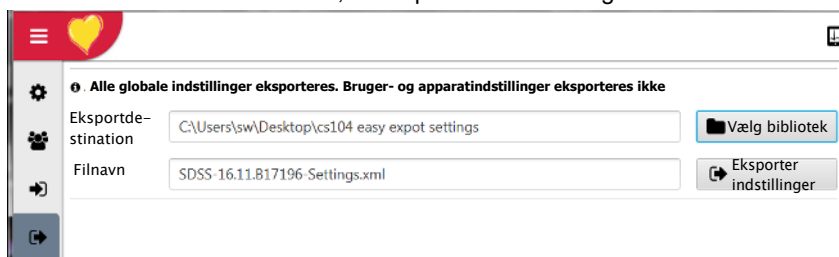 Alle globale indstillinger eksporteres. Bruger- og apparatindstillinger eksporteres ikke
Eksportde-
stination
C:\Users\sw\Desktop\cs104 easy expot settings
Vælg bibliotek
Filnavn
SDSS-16.11.B17196-Settings.xml
Eksporter
indstillinger